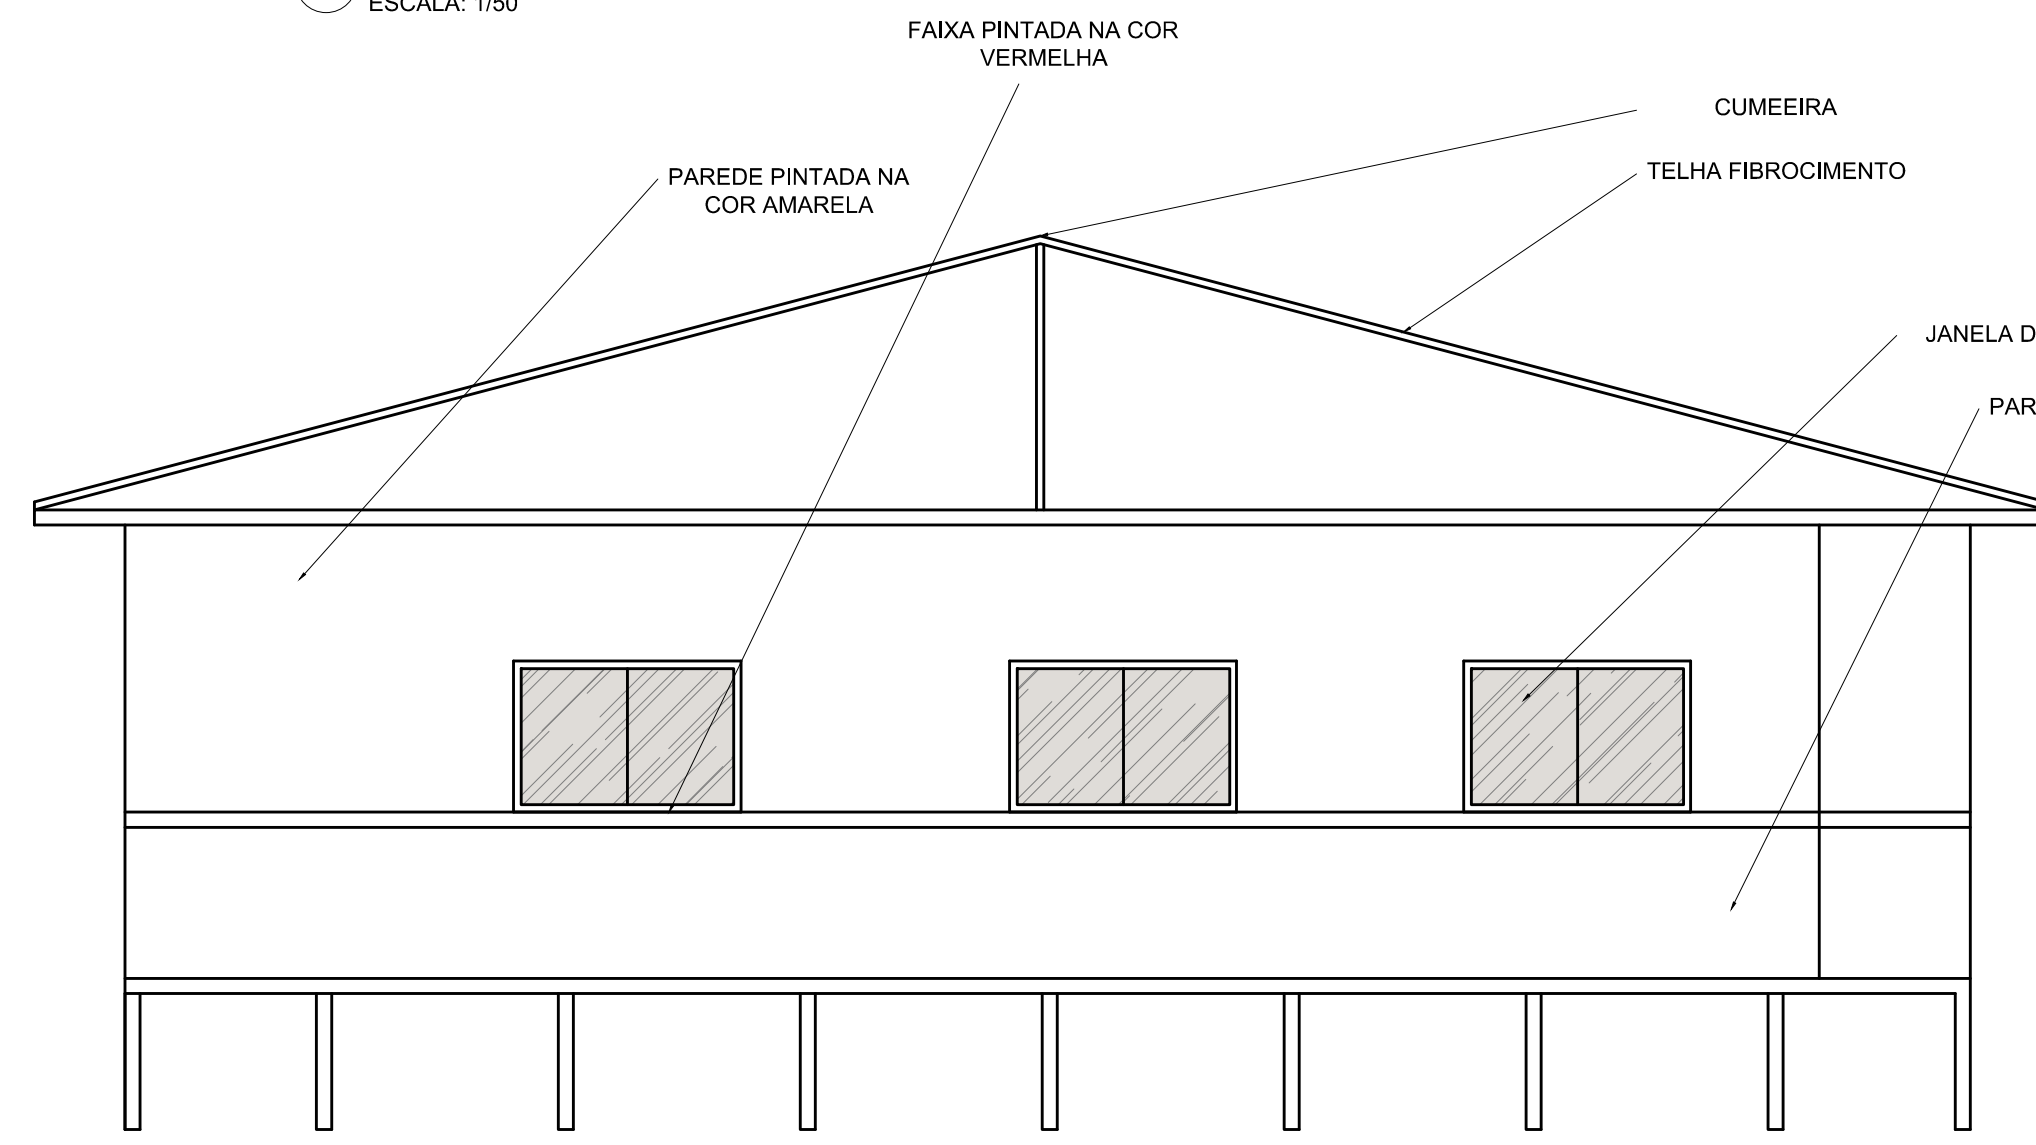 ESCALA: 1/50
FAIXA PINTADA NA COR
VERMELHA
CUMEEIRA
TELHA FIBROCIMENTO
PAREDE PINTADA NA
COR AMARELA
JANELA D
PAR